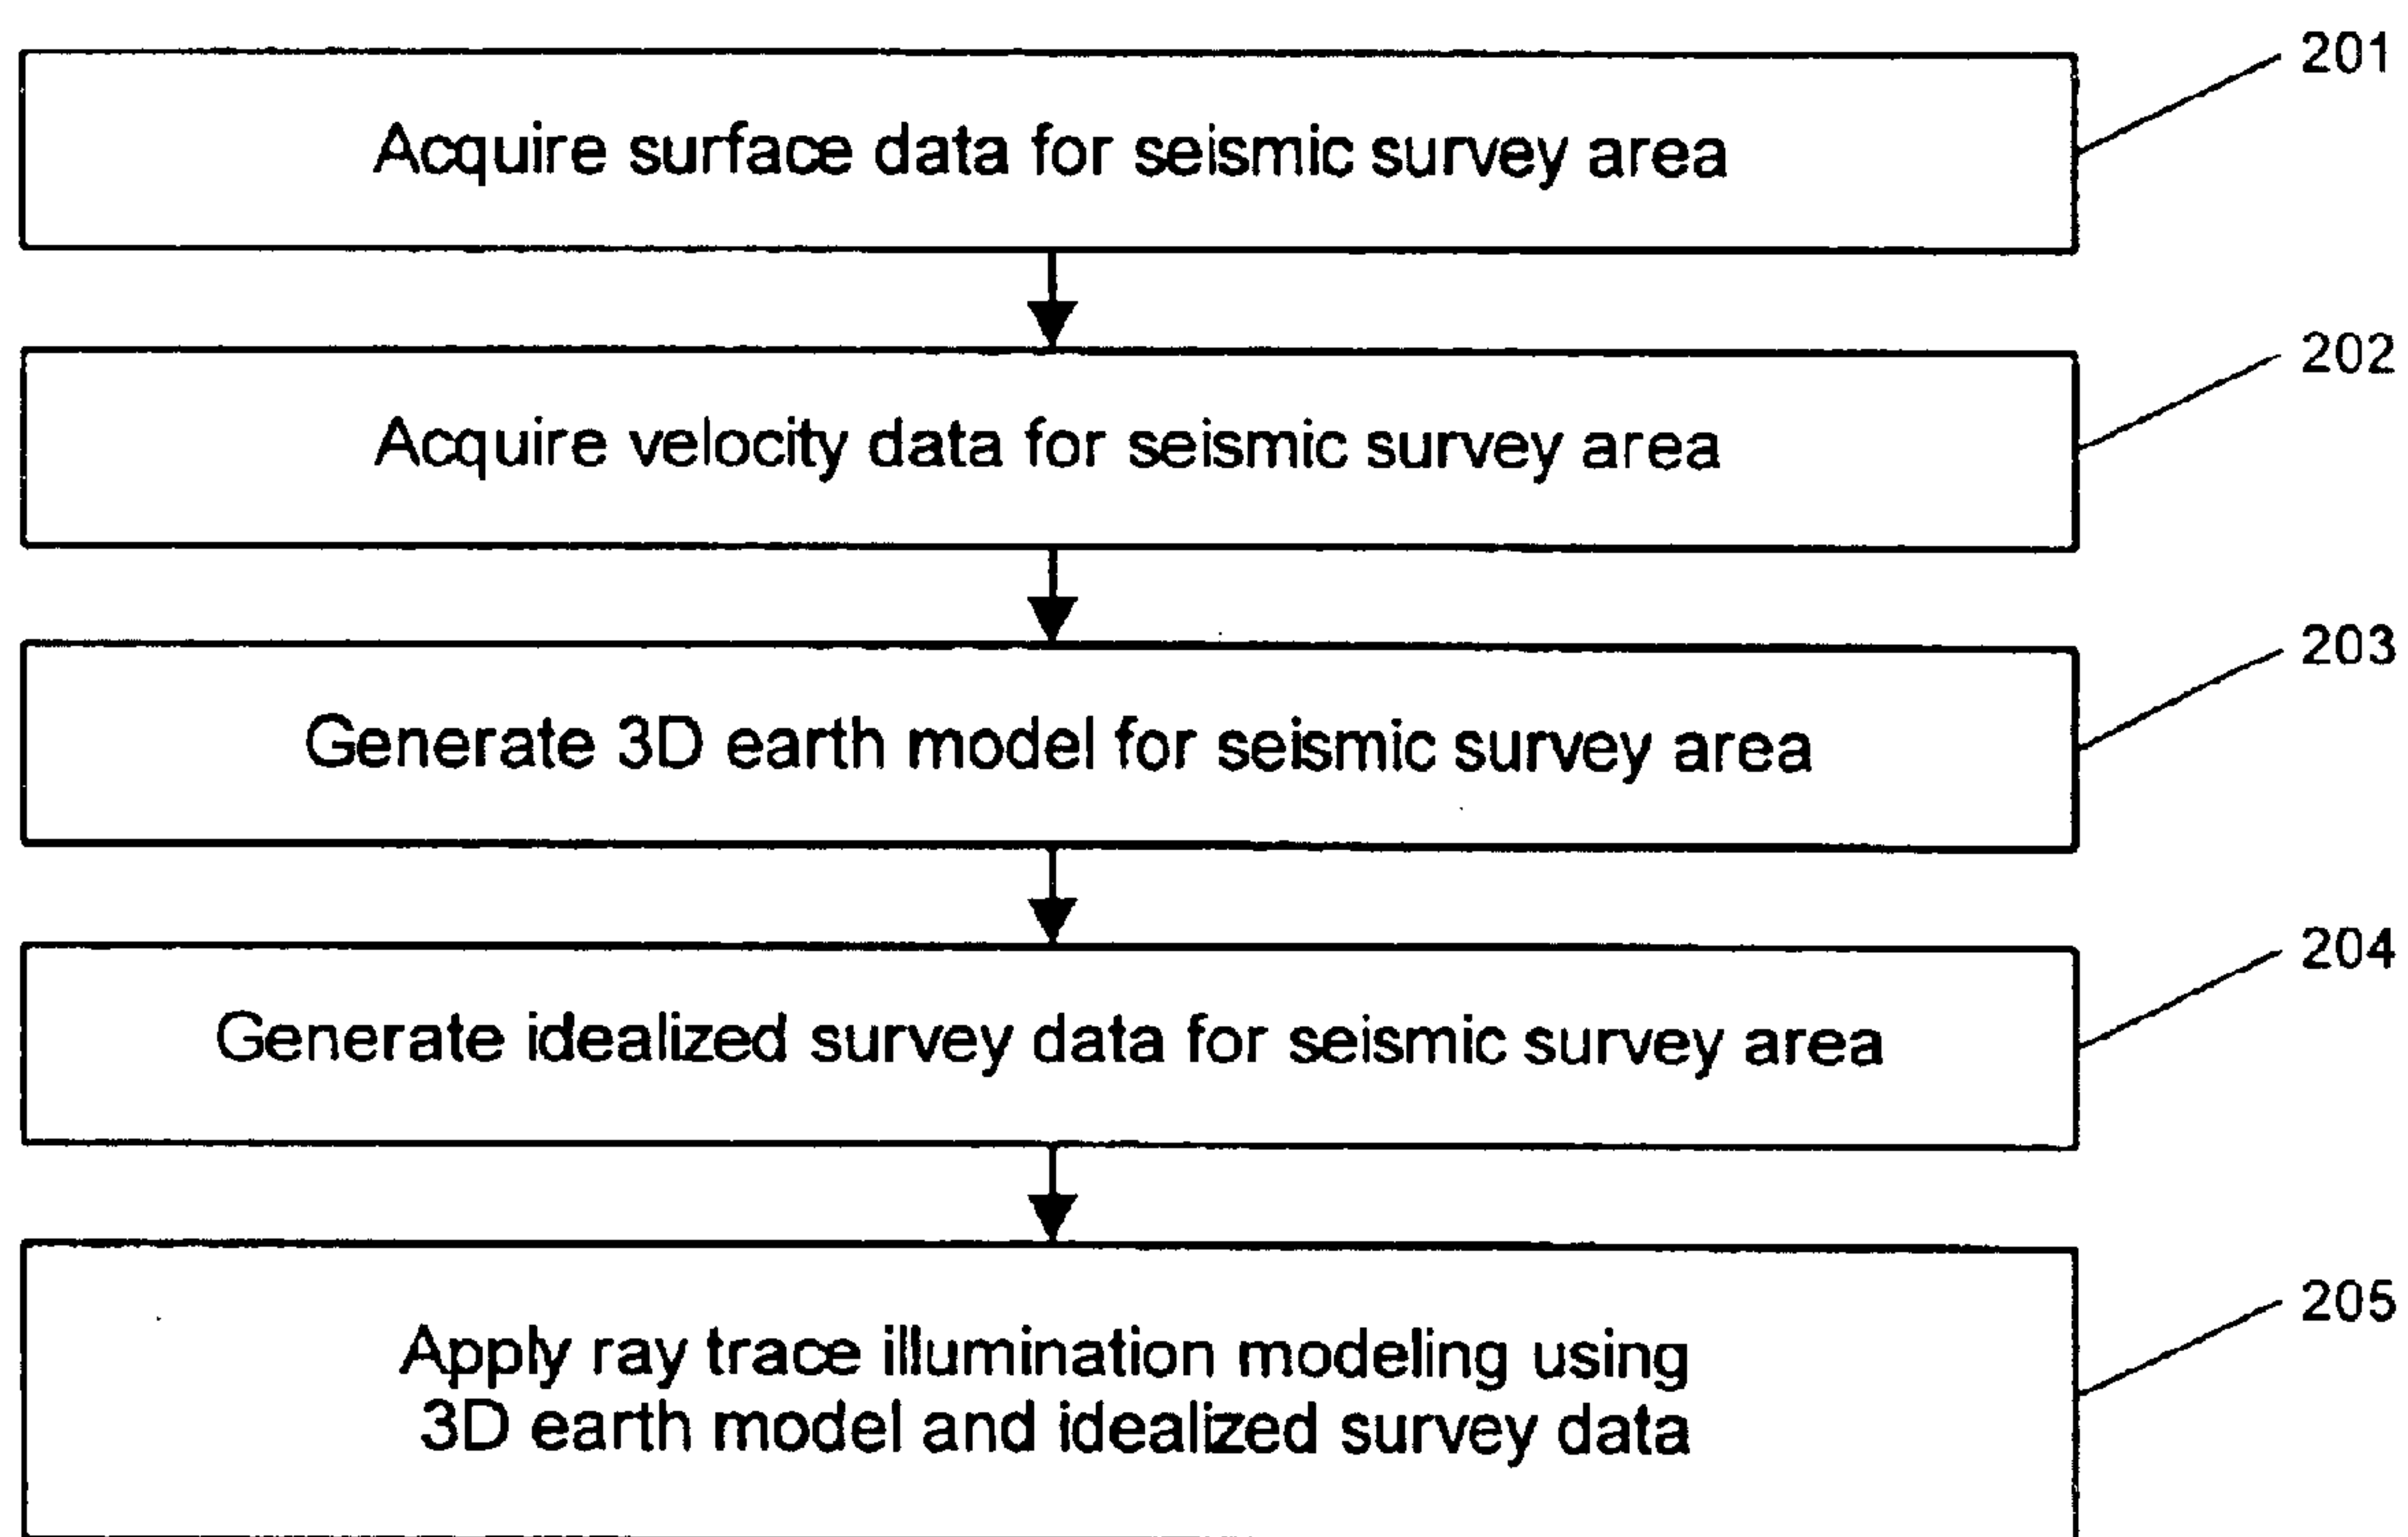 201
Acquire surface data for seismic survey area
202
Acquire velocity data for seismic survey area
203
Generate 3D earth model for seismic survey area
204
Generate idealized survey data for seismic survey area
205
Apply ray trace illumination modeling using
3D earth model and idealized survey data